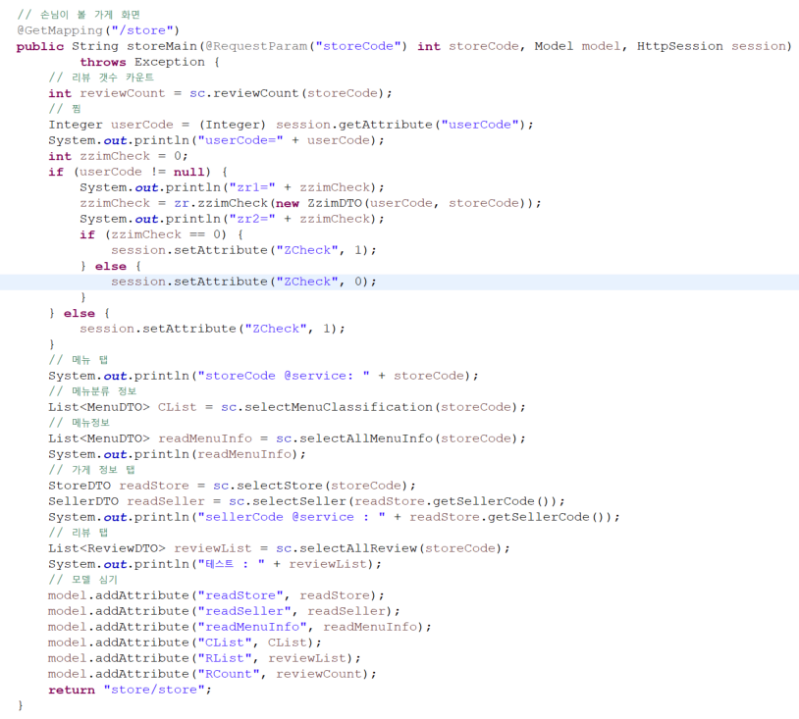 // 손님이 볼 가게 화면
@GetMapping("/store")
public String storeMain(@RequestParam("storeCode") int storeCode, Model model, HttpSession session)
        throws Exception {
    // 리뷰 갯수 카운트
    int reviewCount = sc.reviewCount(storeCode);
    // 찜
    Integer userCode = (Integer) session.getAttribute("userCode");
    System.out.println("userCode=" + userCode);
    int zzimCheck = 0;
    if (userCode != null) {
        System.out.println("zr1=" + zzimCheck);
        zzimCheck = zr.zzimCheck(new ZzimDTO(userCode, storeCode));
        System.out.println("zr2=" + zzimCheck);
        if (zzimCheck == 0) {
            session.setAttribute("ZCheck", 1);
        } else {
            session.setAttribute("ZCheck", 0);
        }
    } else {
        session.setAttribute("ZCheck", 1);
    }
    // 메뉴 탭
    System.out.println("storeCode @service: " + storeCode);
    // 메뉴분류 정보
    List<MenuDTO> CList = sc.selectMenuClassification(storeCode);
    // 메뉴정보
    List<MenuDTO> readMenuInfo = sc.selectAllMenuInfo(storeCode);
    System.out.println(readMenuInfo);
    // 가게 정보 탭
    StoreDTO readStore = sc.selectStore(storeCode);
    SellerDTO readSeller = sc.selectSeller(readStore.getSellerCode());
    System.out.println("sellerCode @service : " + readStore.getSellerCode());
    // 리뷰 탭
    List<ReviewDTO> reviewList = sc.selectAllReview(storeCode);
    System.out.println("테스트 : " + reviewList);
    // 모델 심기
    model.addAttribute("readStore", readStore);
    model.addAttribute("readSeller", readSeller);
    model.addAttribute("readMenuInfo", readMenuInfo);
    model.addAttribute("CList", CList);
    model.addAttribute("RList", reviewList);
    model.addAttribute("RCount", reviewCount);
    return "store/store";
}